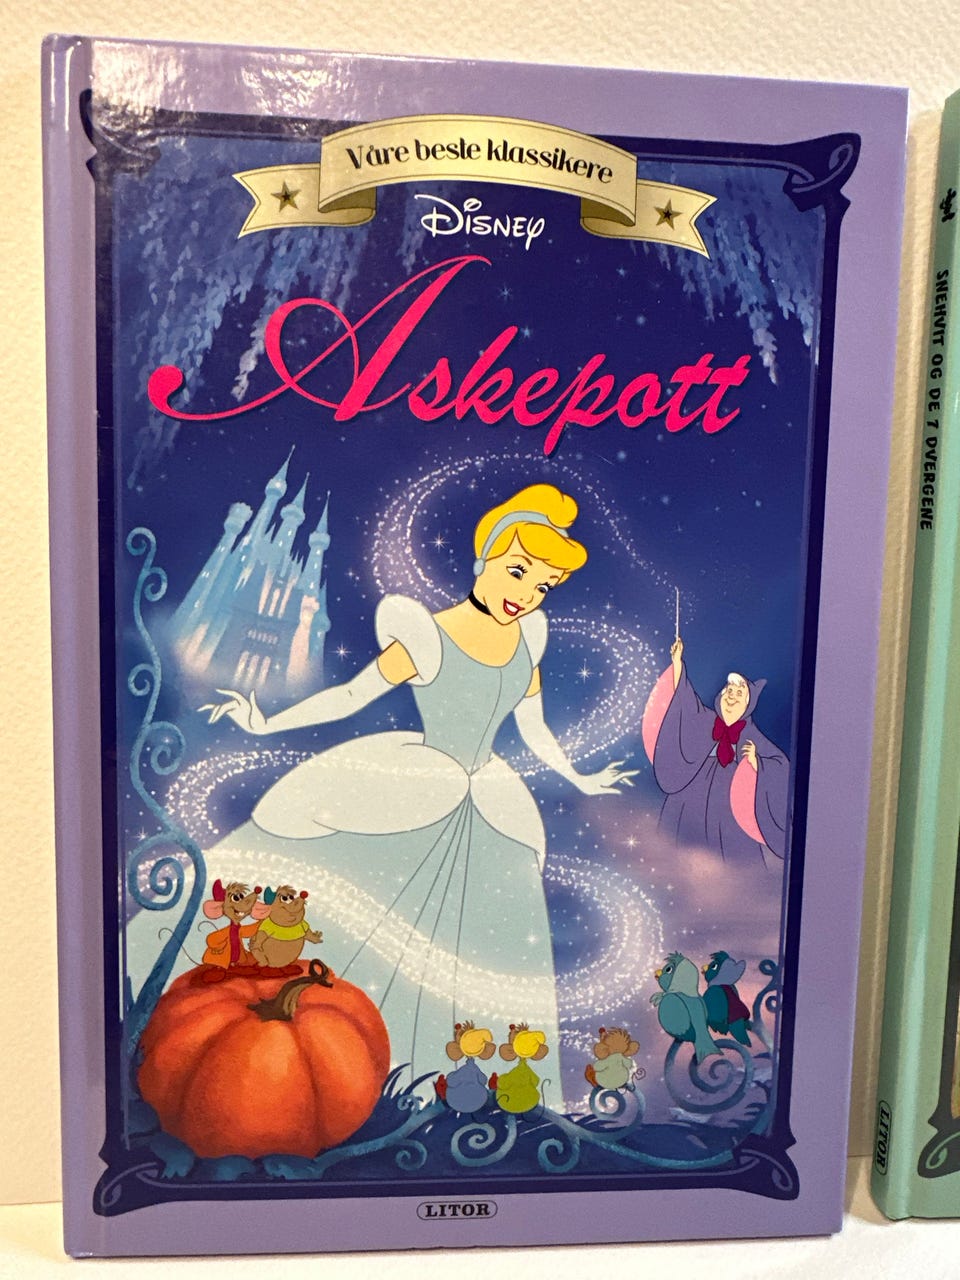 Våre beste klassikere
Disney
Askepott
LITOR
SNEHVIT OG DE 7 DVERGENE
LITOR